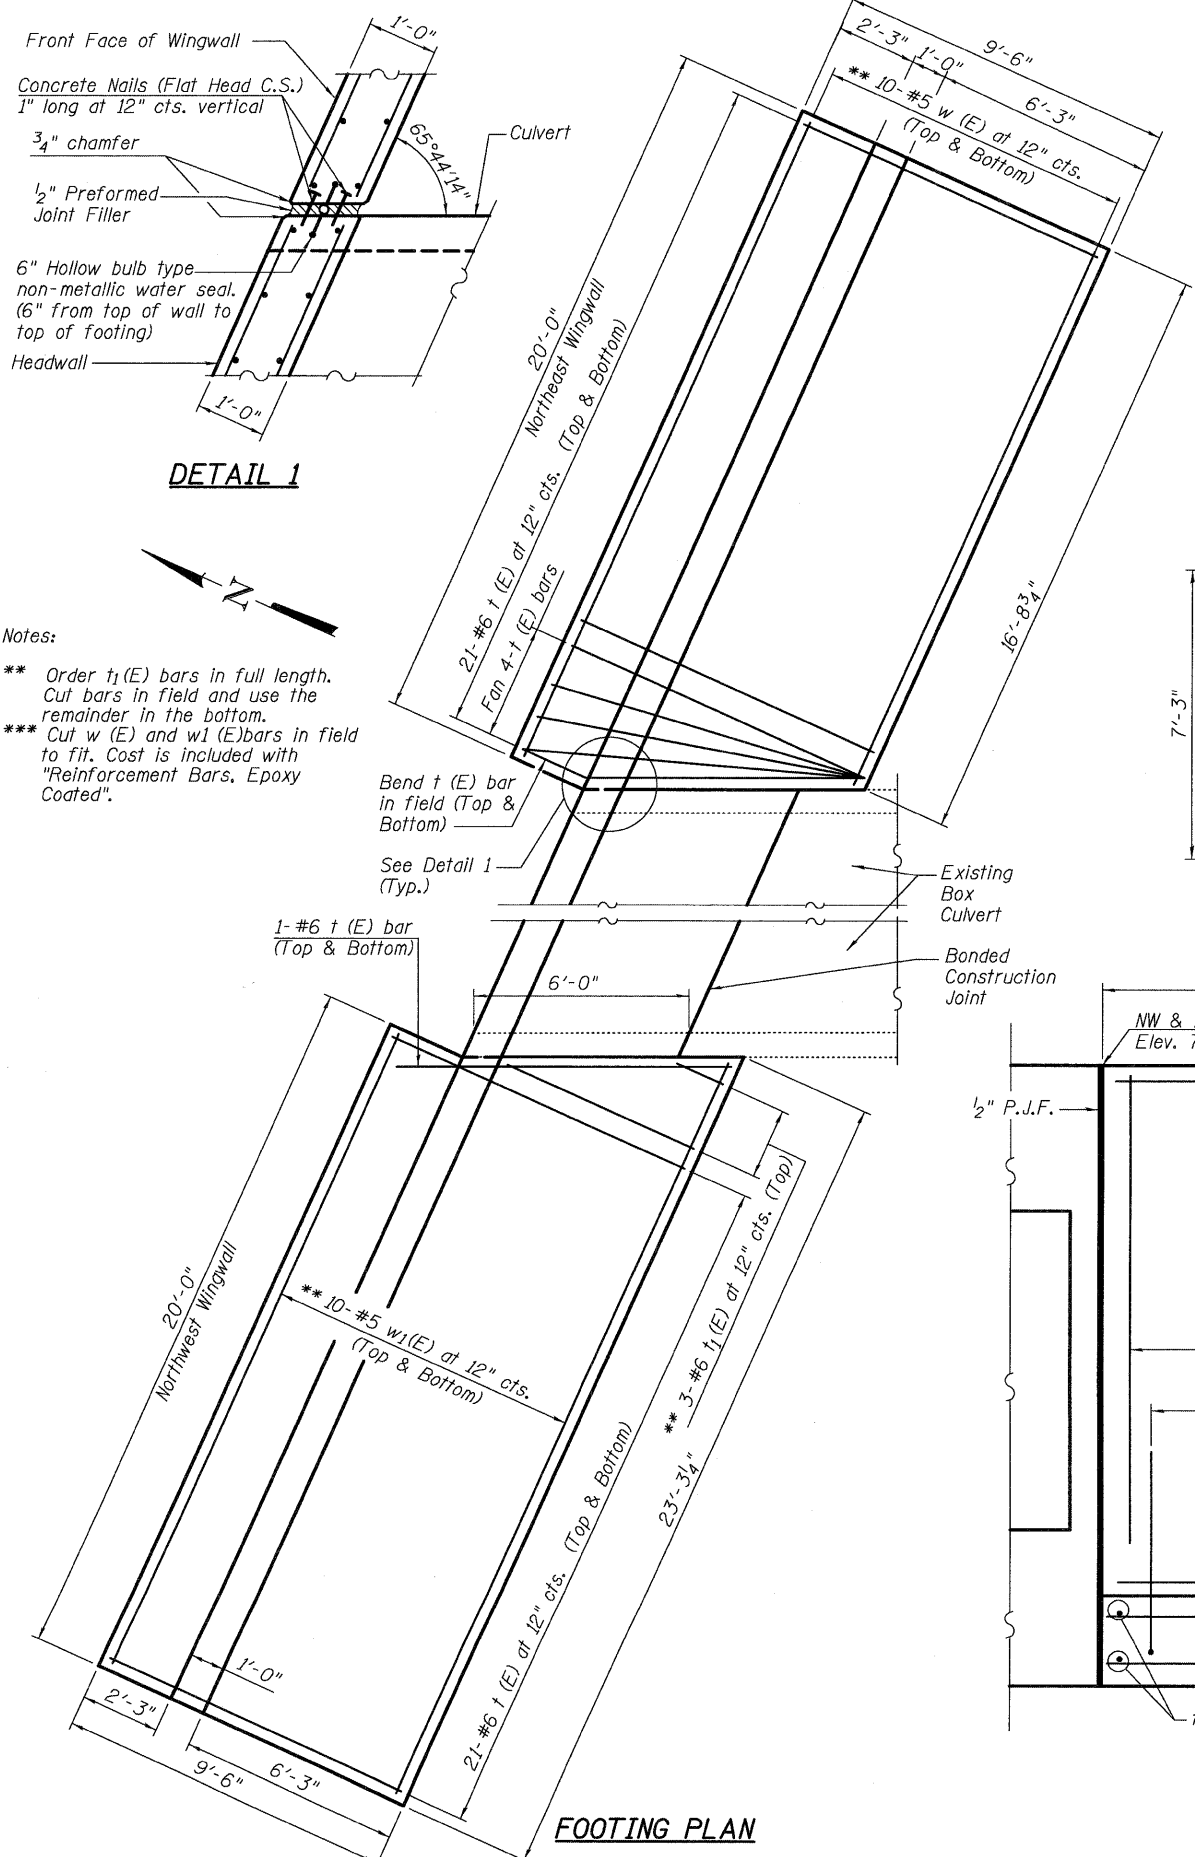 Front Face of Wingwall
Concrete Nails (Flat Head C.S.)
1" long at 12" cts. vertical
3/4" chamfer
1/2" Preformed
Joint Filler
6" Hollow bulb type
non-metallic water seal.
(6" from top of wall to
top of footing)
Headwall
1'-0"
65°44'14"
Culvert
1'-0"
DETAIL 1
N
Notes:
** Order t1(E) bars in full length.
Cut bars in field and use the
remainder in the bottom.
*** Cut w (E) and w1 (E)bars in field
to fit. Cost is included with
"Reinforcement Bars, Epoxy
Coated".
9'-6"
2'-3"
1'-0"
6'-3"
** 10-#5 w (E) at 12" cts.
(Top & Bottom)
20'-0"
Northeast Wingwall
21-#6 t (E) at 12" cts. (Top & Bottom)
Fan 4-t (E) bars
16'-8 3/4"
7'-3"
Bend t (E) bar
in field (Top &
Bottom)
See Detail 1
(Typ.)
Existing
Box
Culvert
Bonded
Construction
Joint
1-#6 t (E) bar
(Top & Bottom)
6'-0"
20'-0"
Northwest Wingwall
** 10-#5 w1(E) at 12" cts.
(Top & Bottom)
** 3-#6 t1(E) at 12" cts. (Top)
23'-3 1/4"
21-#6 t (E) at 12" cts. (Top & Bottom)
1'-0"
2'-3"
6'-3"
9'-6"
FOOTING PLAN
NW &
Elev.
1/2" P.J.F.